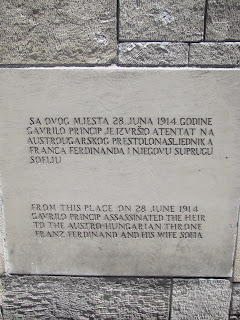 SA OVOG MJESTA 28. JUNA 1914. GODINE
GAVRILO PRINCIP JE IZVRŠIO ATENTAT NA
AUSTROUGARSKOG PRESTOLONASLJEDNIKA
FRANCA FERDINANDA I NJEGOVU SUPRUGU
SOFIJU
FROM THIS PLACE ON 28 JUNE 1914
GAVRILO PRINCIP ASSASSINATED THE HEIR
TO THE AUSTRO-HUNGARIAN THRONE
FRANZ FERDINAND AND HIS WIFE SOFIA